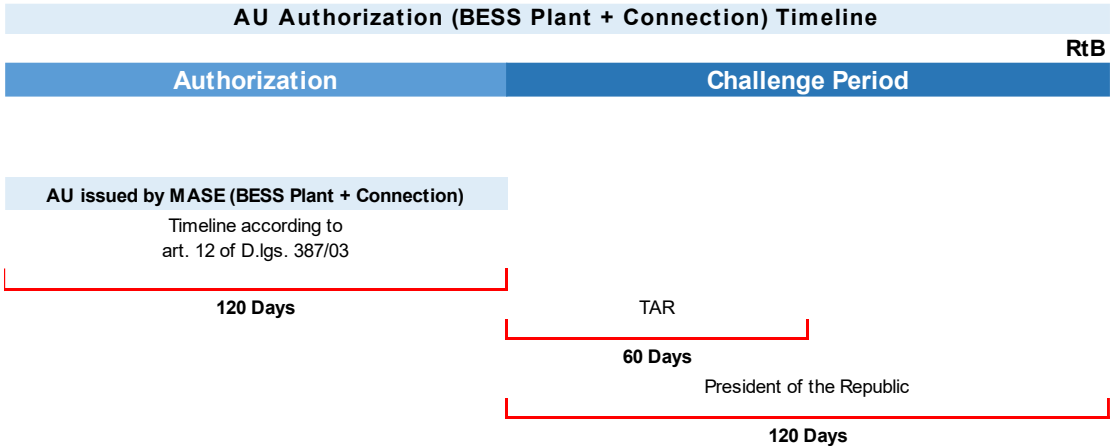 AU Authorization (BESS Plant + Connection) Timeline
RtB
Authorization
Challenge Period
AU issued by MASE (BESS Plant + Connection)
Timeline according to
art. 12 of D.lgs. 387/03
120 Days
TAR
60 Days
President of the Republic
120 Days